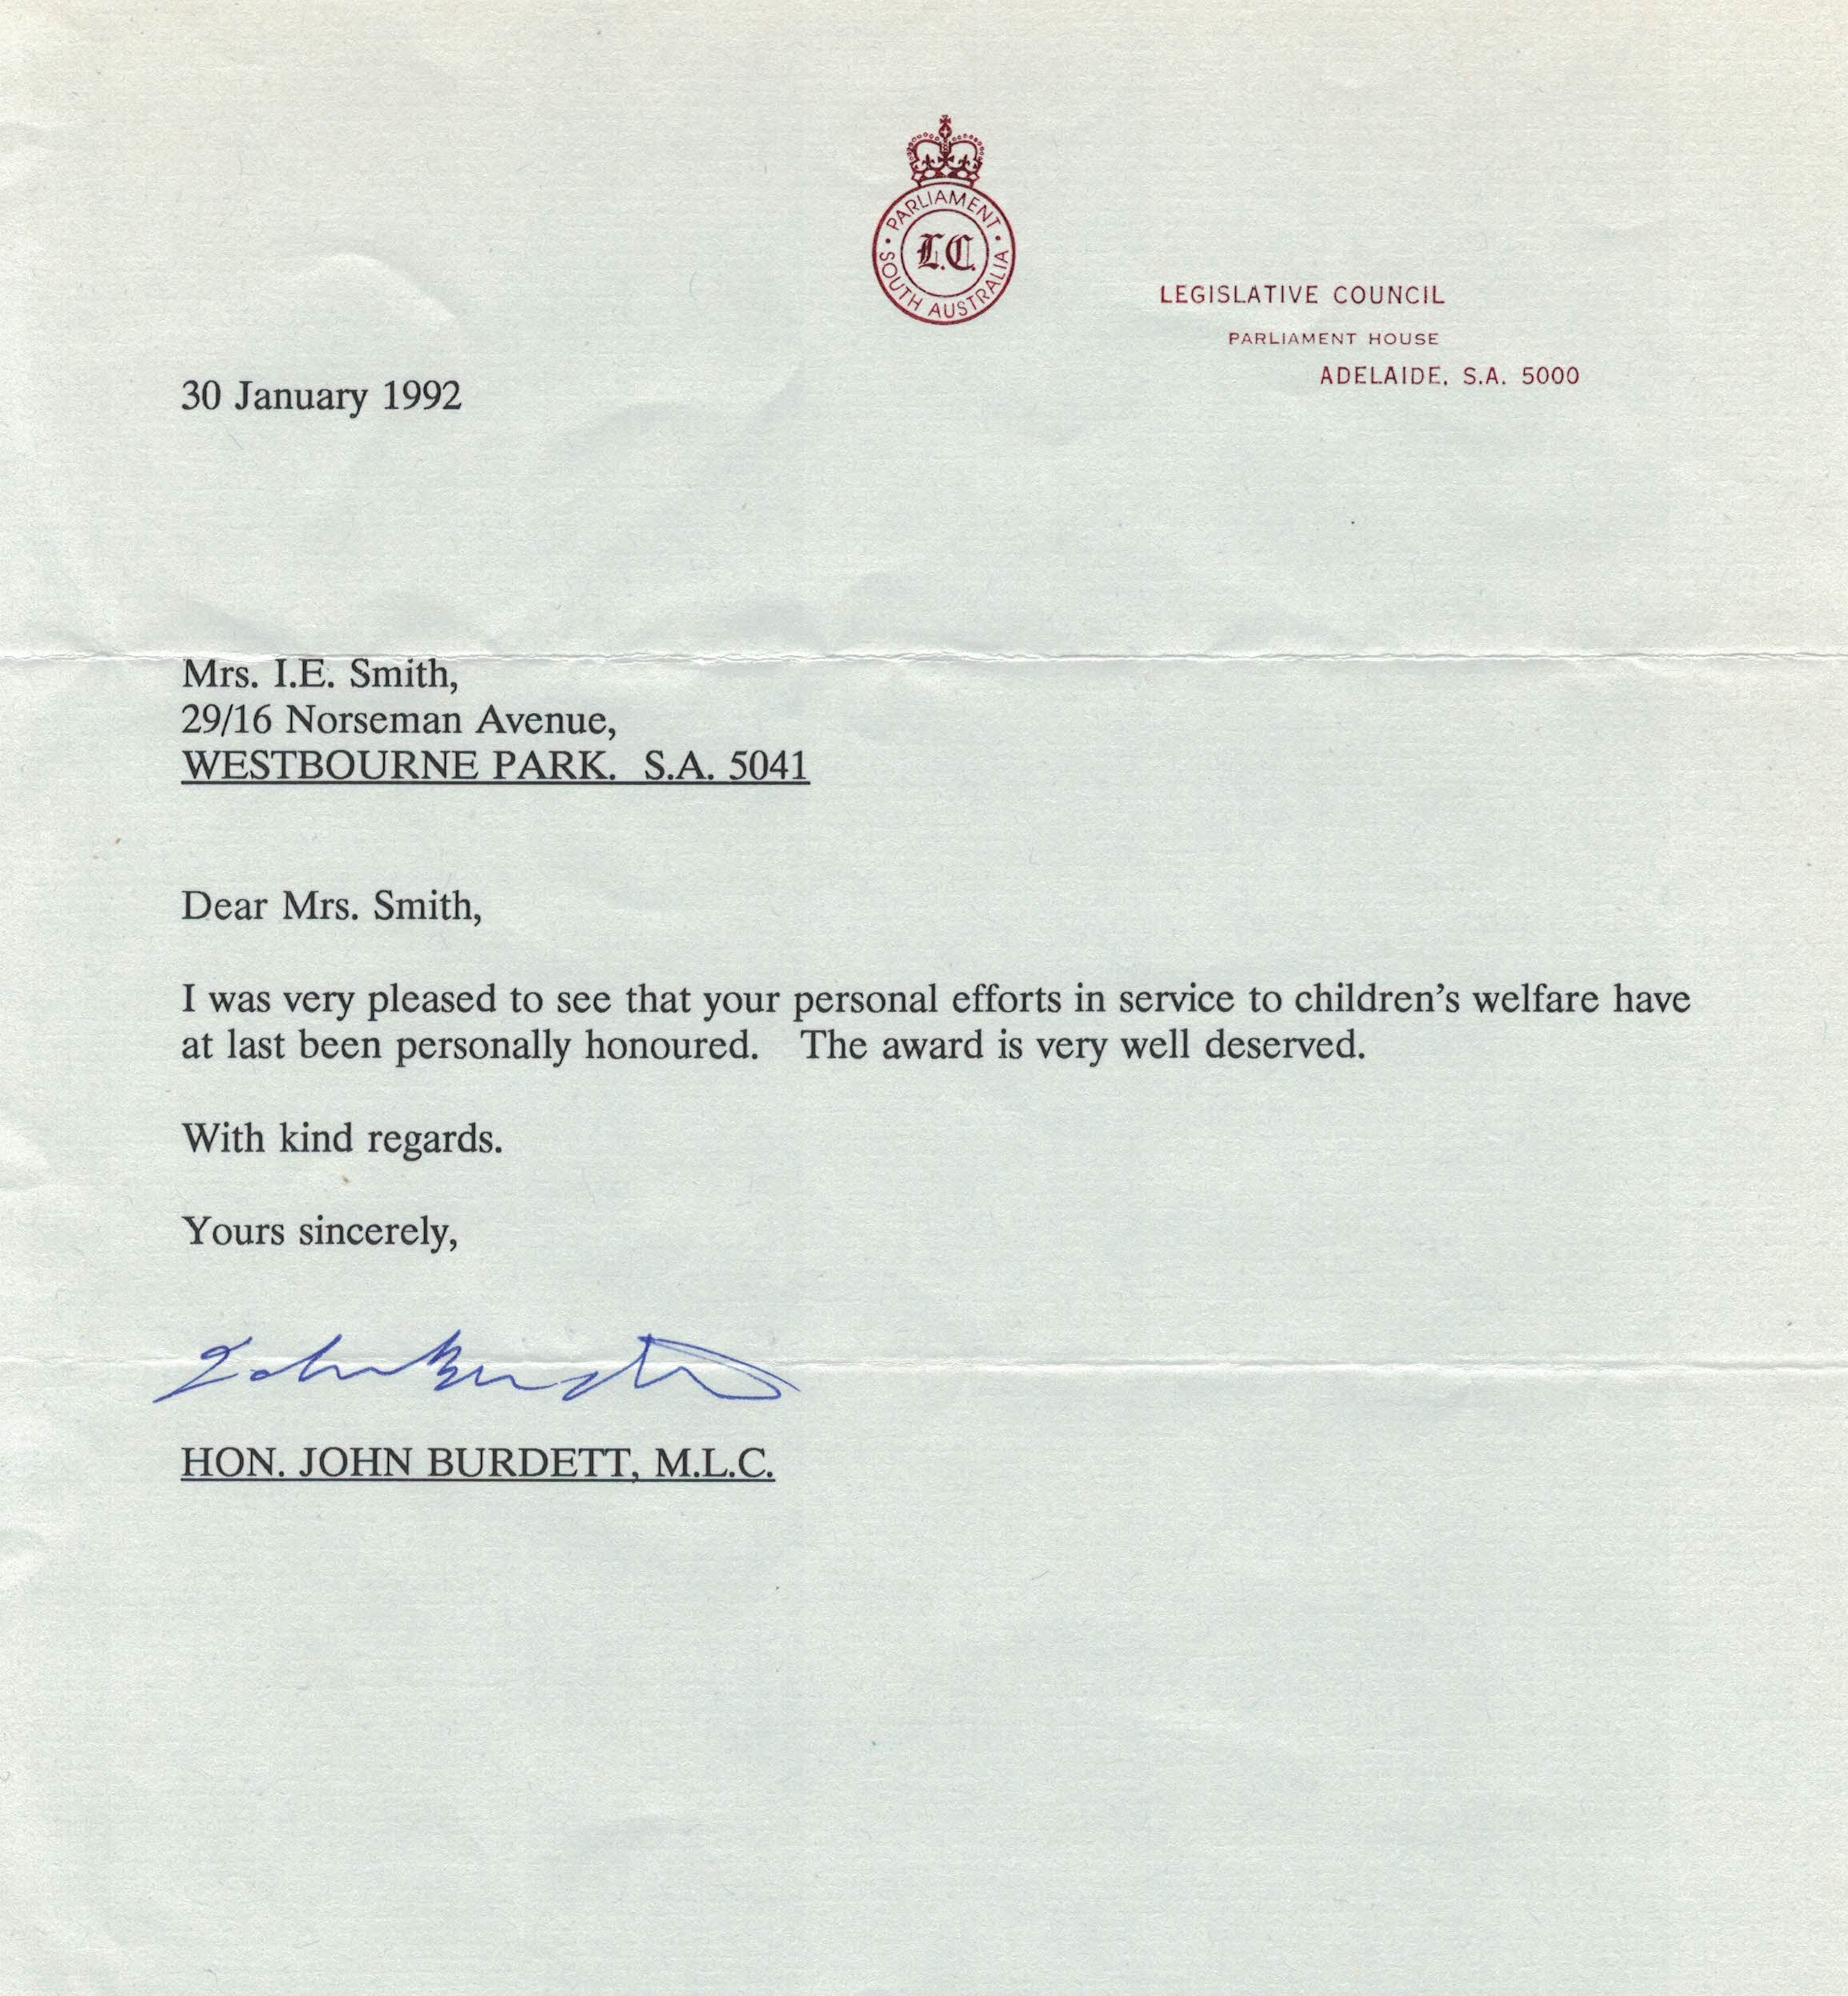 PARLIAMENT
L.C.
SOUTH AUSTRALIA
LEGISLATIVE COUNCIL
PARLIAMENT HOUSE
ADELAIDE, S.A. 5000
30 January 1992
Mrs. I.E. Smith,
29/16 Norseman Avenue,
WESTBOURNE PARK. S.A. 5041
Dear Mrs. Smith,
I was very pleased to see that your personal efforts in service to children's welfare have
at last been personally honoured. The award is very well deserved.
With kind regards.
Yours sincerely,
John Burdett
HON. JOHN BURDETT, M.L.C.